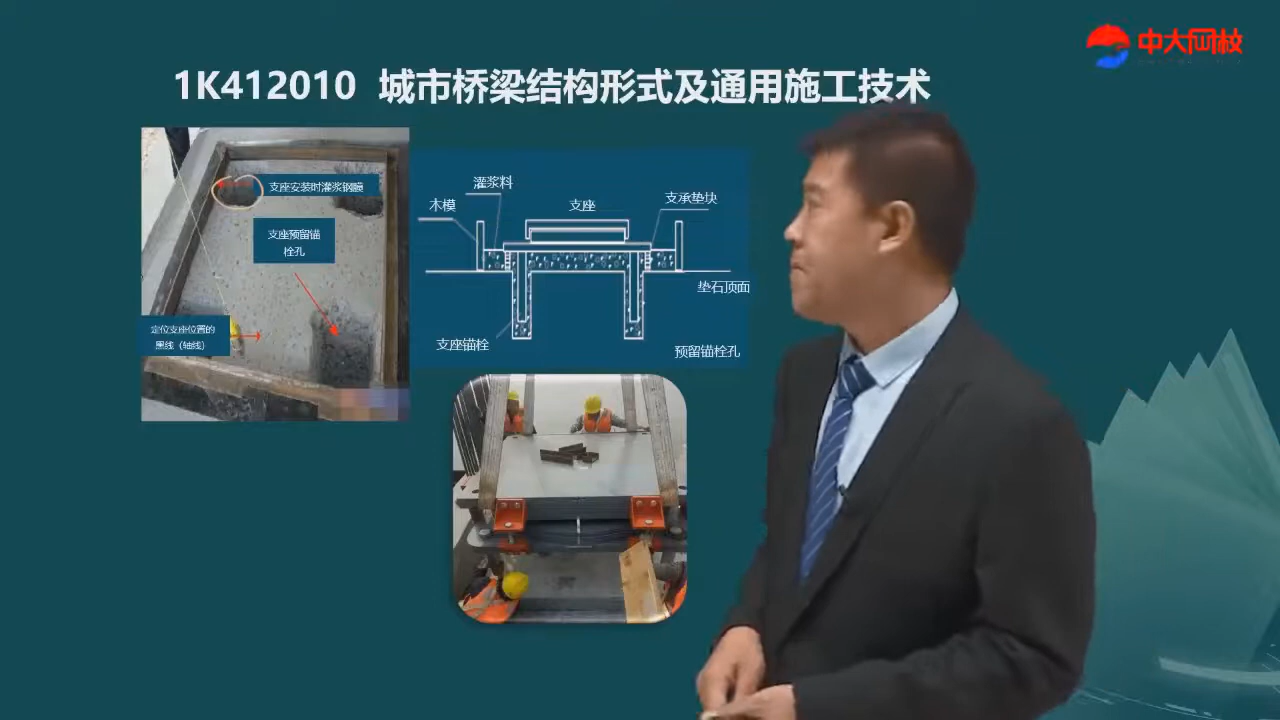 中大网校
1K412010 城市桥梁结构形式及通用施工技术
支座安装时灌浆钢膜
支座预留锚
栓孔
定位支座位置的
黑线（轴线）
灌浆料
木模
支座
支承垫块
垫石顶面
支座锚栓
预留锚栓孔